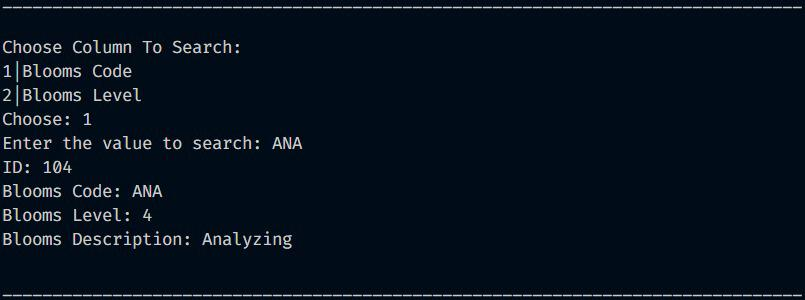 --------------------------------------------------------------------------------
Choose Column To Search:
1|Blooms Code
2|Blooms Level
Choose: 1
Enter the value to search: ANA
ID: 104
Blooms Code: ANA
Blooms Level: 4
Blooms Description: Analyzing
--------------------------------------------------------------------------------